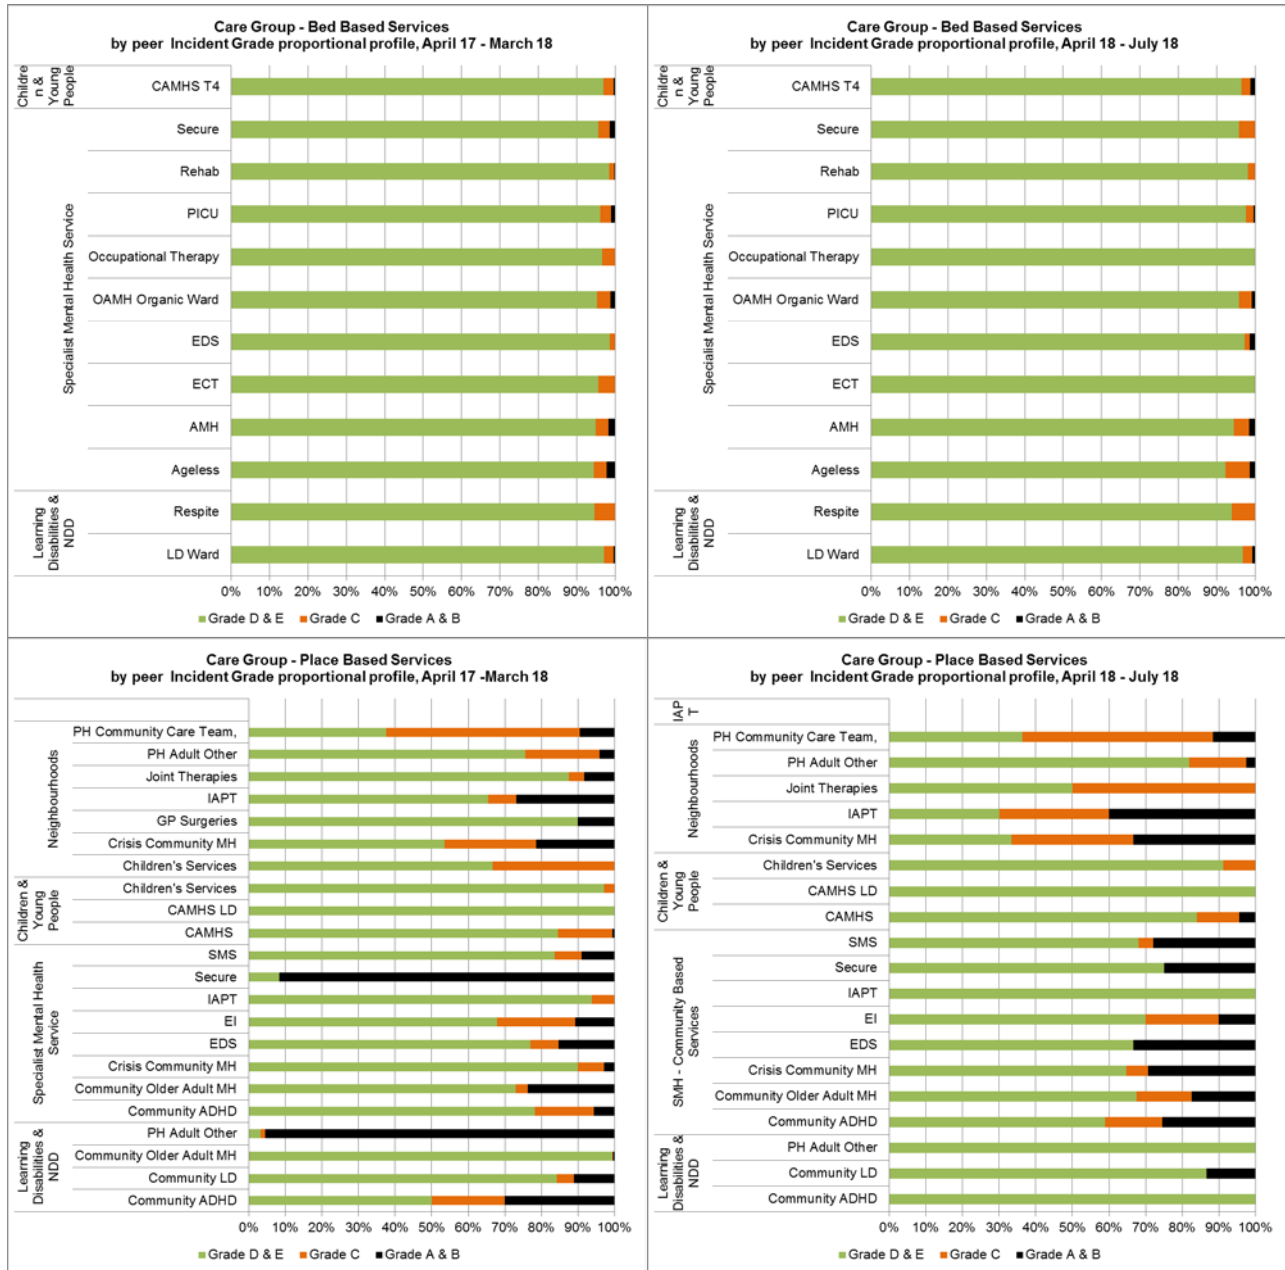 Care Group - Bed Based Services
by peer Incident Grade proportional profile, April 17 - March 18
Childre
n &
Young
People
CAMHS T4
Specialist Mental Health Service
Secure
Rehab
PICU
Occupational Therapy
OAMH Organic Ward
EDS
ECT
AMH
Ageless
Learning
Disabilities &
NDD
Respite
LD Ward
0% 10% 20% 30% 40% 50% 60% 70% 80% 90% 100%
Grade D & E Grade C Grade A & B
Care Group - Bed Based Services
by peer Incident Grade proportional profile, April 18 - July 18
Childre
n &
Young
People
CAMHS T4
Specialist Mental Health Service
Secure
Rehab
PICU
Occupational Therapy
OAMH Organic Ward
EDS
ECT
AMH
Ageless
Learning
Disabilities &
NDD
Respite
LD Ward
0% 10% 20% 30% 40% 50% 60% 70% 80% 90% 100%
Grade D & E Grade C Grade A & B
Care Group - Place Based Services
by peer Incident Grade proportional profile, April 17 -March 18
Neighbourhoods
PH Community Care Team,
PH Adult Other
Joint Therapies
IAPT
GP Surgeries
Crisis Community MH
Children's Services
Children &
Young
People
Children's Services
CAMHS LD
CAMHS
Specialist Mental Health
Service
SMS
Secure
IAPT
EI
EDS
Crisis Community MH
Community Older Adult MH
Community ADHD
Learning
Disabilities &
NDD
PH Adult Other
Community Older Adult MH
Community LD
Community ADHD
0% 10% 20% 30% 40% 50% 60% 70% 80% 90% 100%
Grade D & E Grade C Grade A & B
Care Group - Place Based Services
by peer Incident Grade proportional profile, April 18 - July 18
IAP
T
Neighbourhoods
PH Community Care Team,
PH Adult Other
Joint Therapies
IAPT
Crisis Community MH
Children &
Young
People
Children's Services
CAMHS LD
CAMHS
SMH - Community Based
Services
SMS
Secure
IAPT
EI
EDS
Crisis Community MH
Community Older Adult MH
Community ADHD
Learning
Disabilities &
NDD
PH Adult Other
Community LD
Community ADHD
0% 10% 20% 30% 40% 50% 60% 70% 80% 90% 100%
Grade D & E Grade C Grade A & B